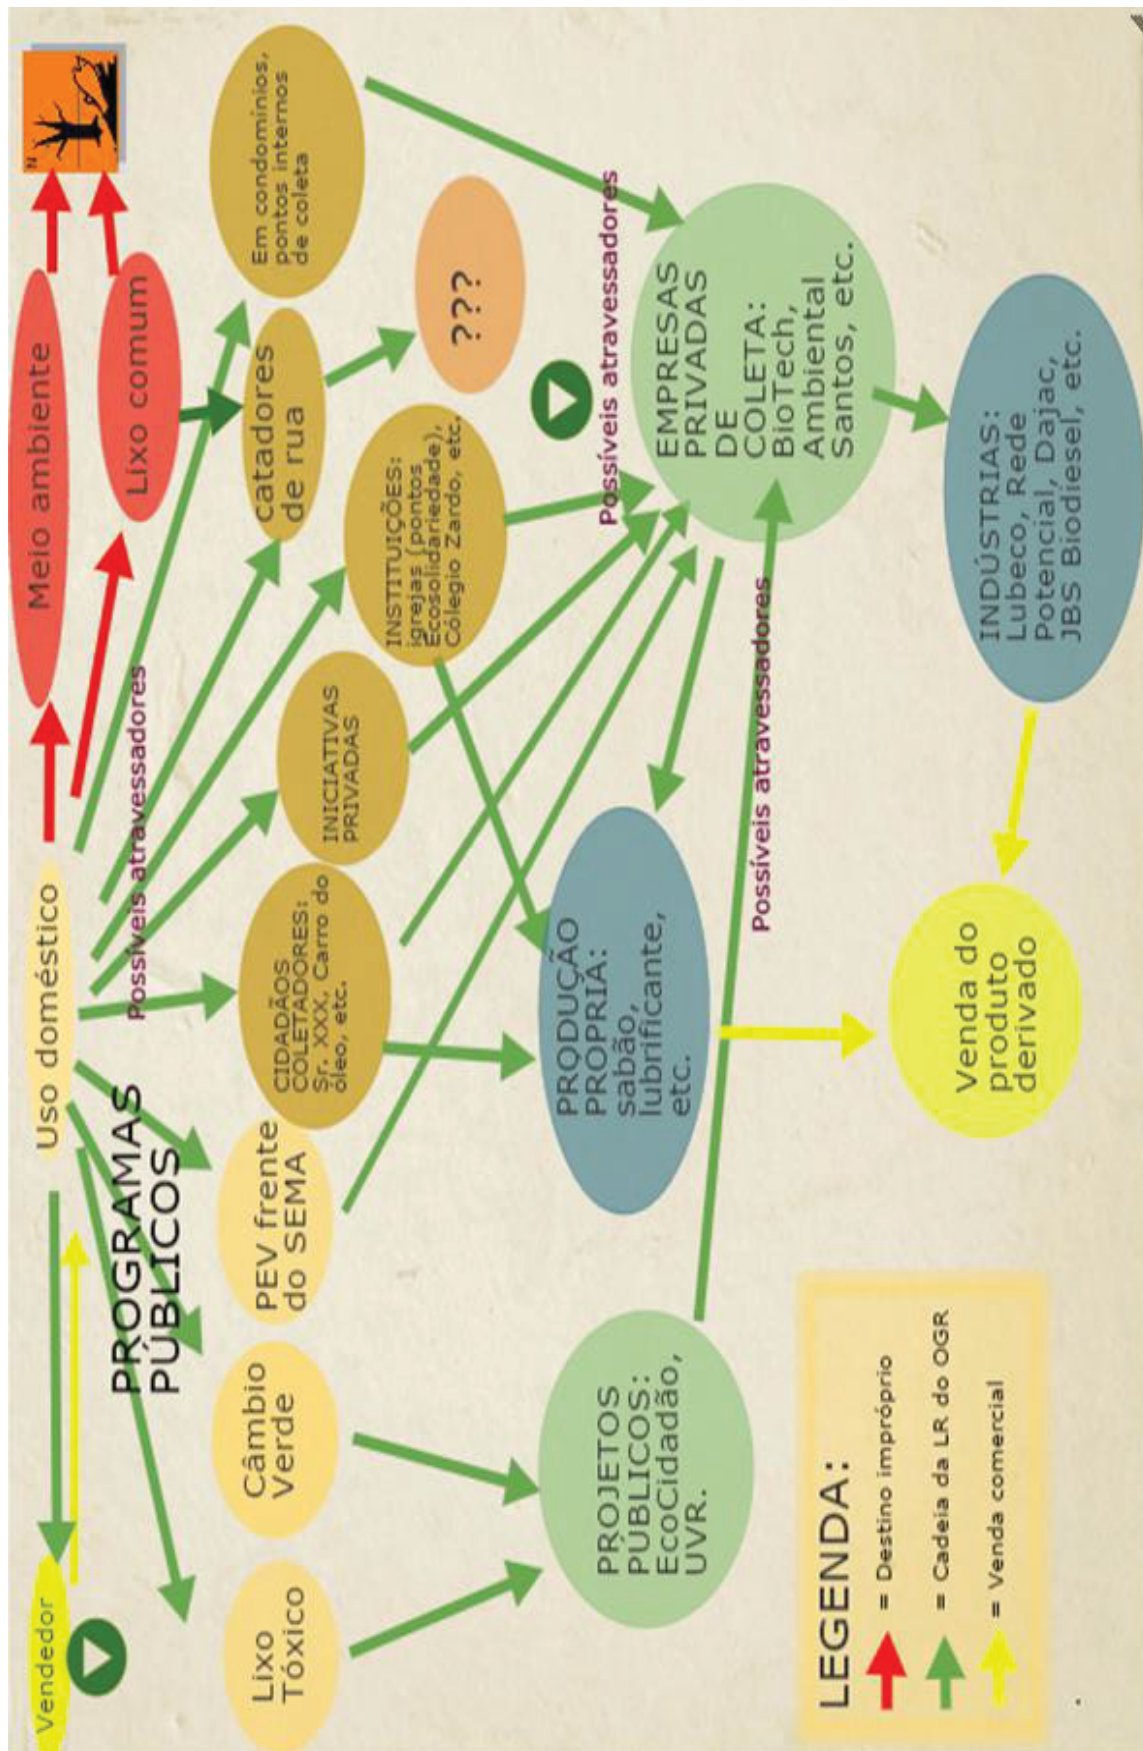 Vendedor
Uso doméstico
Meio ambiente
N
Lixo comum
PROGRAMAS
PÚBLICOS
Possíveis atravessadores
Lixo
Tóxico
Câmbio
Verde
PEV frente
do SEMA
CIDADÃOS
COLETADORES:
Sr. XXX, Carro do
óleo, etc.
INICIATIVAS
PRIVADAS
INSTITUIÇÕES:
igrejas (pontos
Ecosolidariedade),
Cólegio Zardo, etc.
catadores
de rua
Em condomínios,
pontos internos
de coleta
???
Possíveis atravessadores
PROJETOS
PÚBLICOS:
EcoCidadão,
UVR.
PRODUÇÃO
PROPRIA:
sabão,
lubrificante,
etc.
EMPRESAS
PRIVADAS
DE
COLETA:
BioTech,
Ambiental
Santos, etc.
Possíveis atravessadores
LEGENDA:
= Destino impróprio
= Cadeia da LR do OGR
= Venda comercial
Venda do
produto
derivado
INDÚSTRIAS:
Lubeco, Rede
Potencial, Dajac,
JBS Biodiesel, etc.